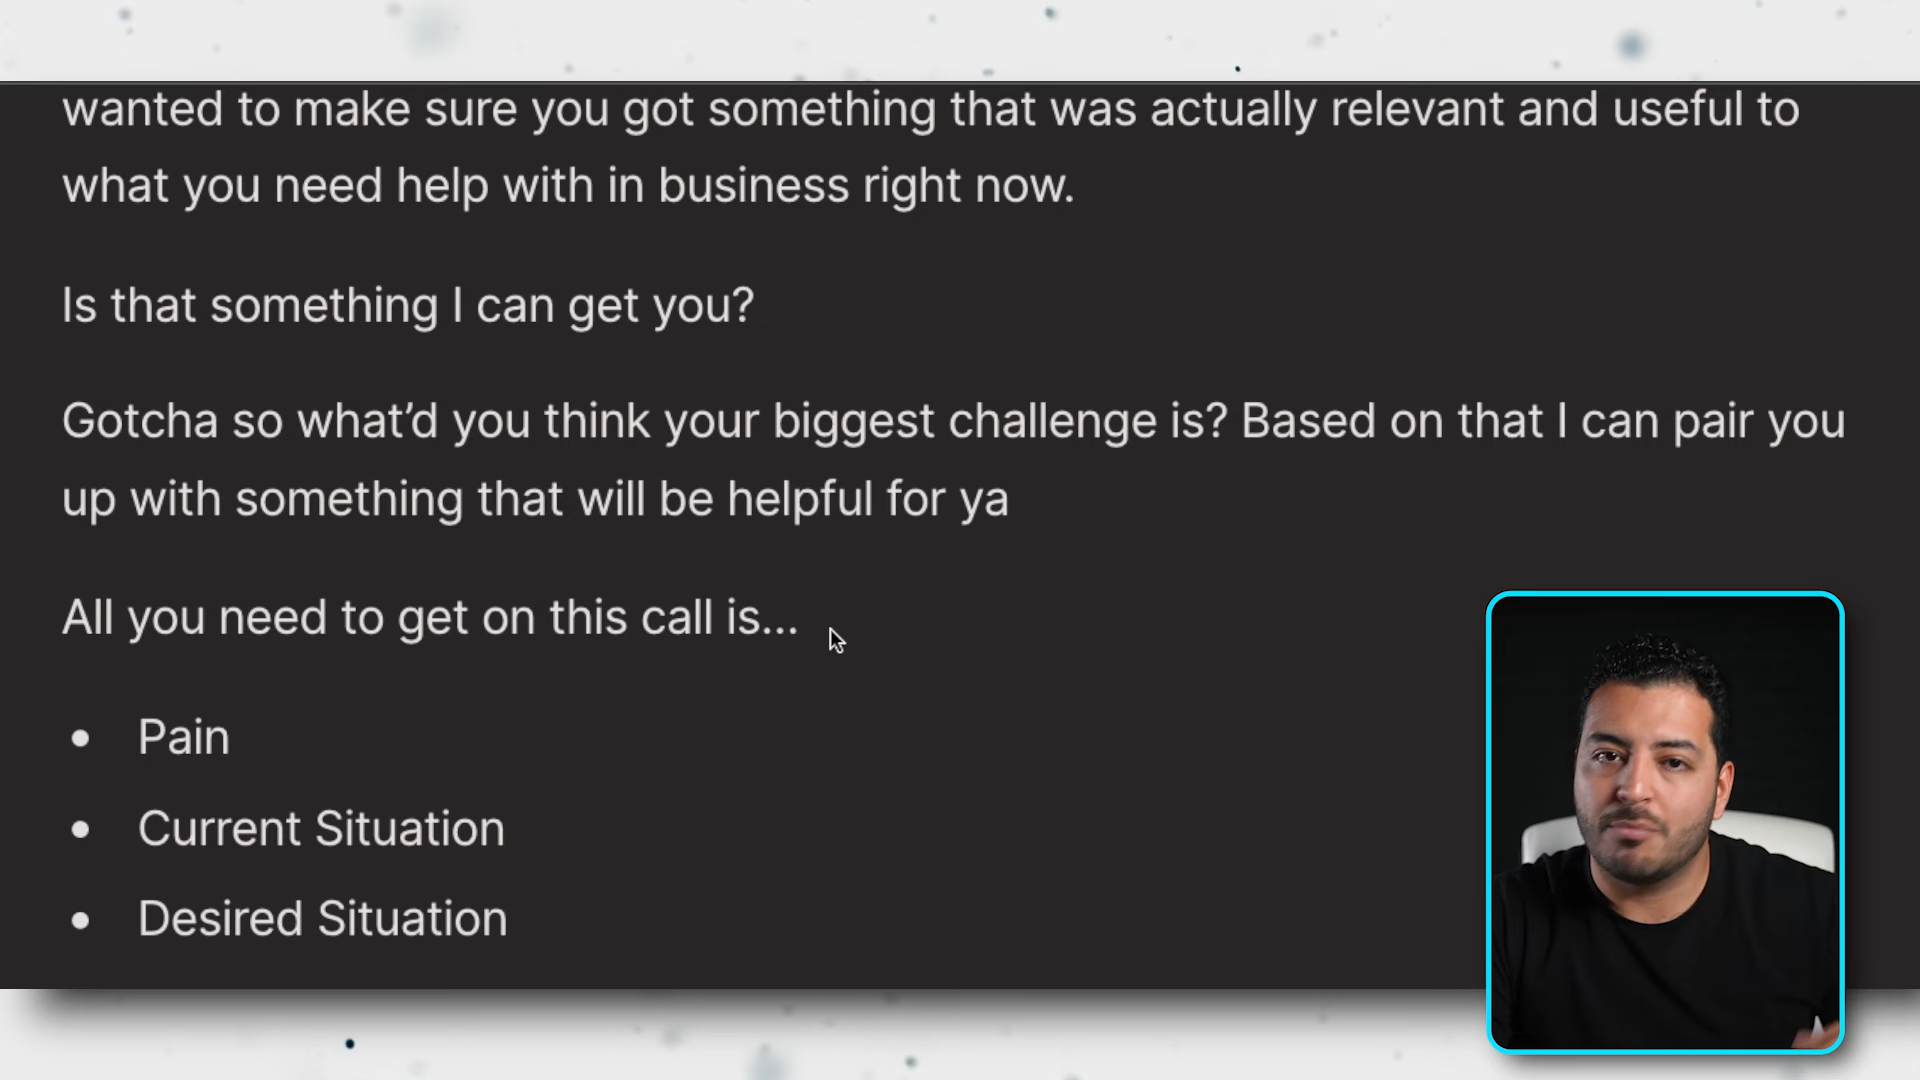 wanted to make sure you got something that was actually relevant and useful to
what you need help with in business right now.
Is that something I can get you?
Gotcha so what’d you think your biggest challenge is? Based on that I can pair you
up with something that will be helpful for ya
All you need to get on this call is...
• Pain
• Current Situation
• Desired Situation